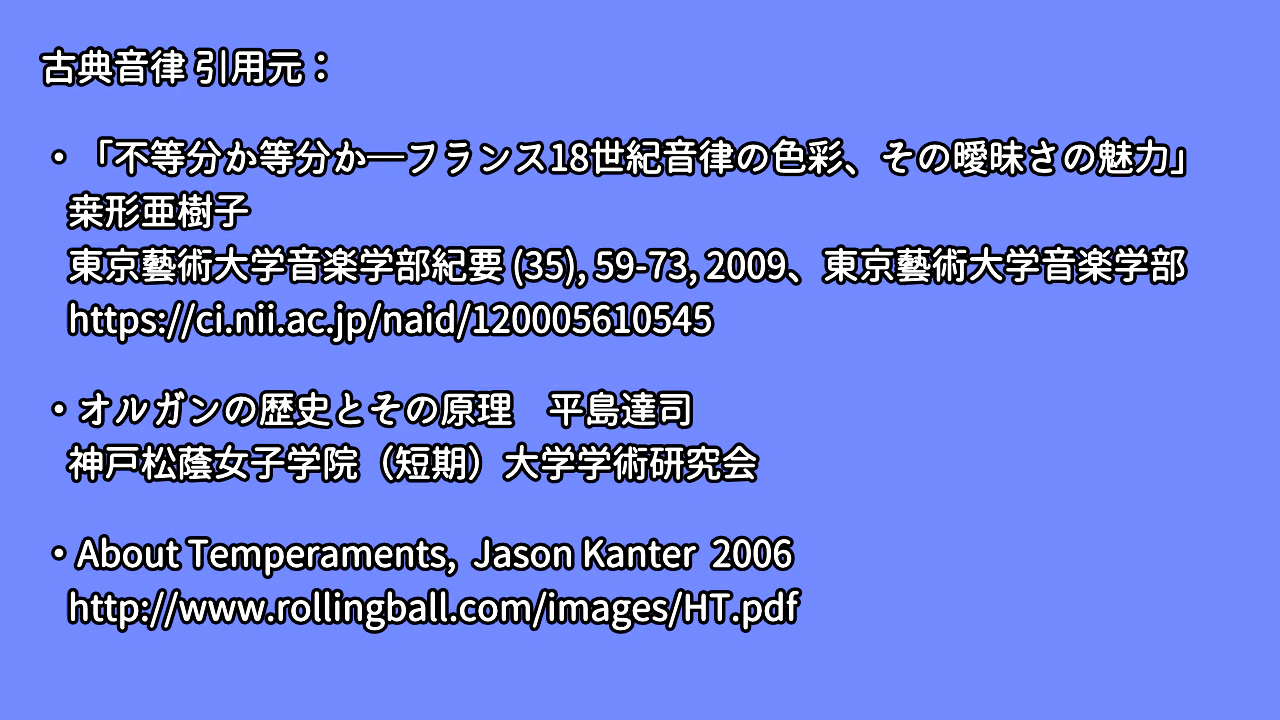 古典音律 引用元：
・「不等分か等分か―フランス18世紀音律の色彩、その曖昧さの魅力」
桒形亜樹子
東京藝術大学音楽学部紀要 (35), 59-73, 2009、東京藝術大学音楽学部
https://ci.nii.ac.jp/naid/120005610545
・オルガンの歴史とその原理　平島達司
神戸松蔭女子学院（短期）大学学術研究会
・About Temperaments,  Jason Kanter  2006
http://www.rollingball.com/images/HT.pdf